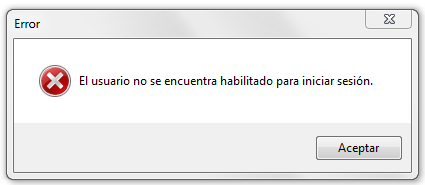 Error
El usuario no se encuentra habilitado para iniciar sesión.
Aceptar